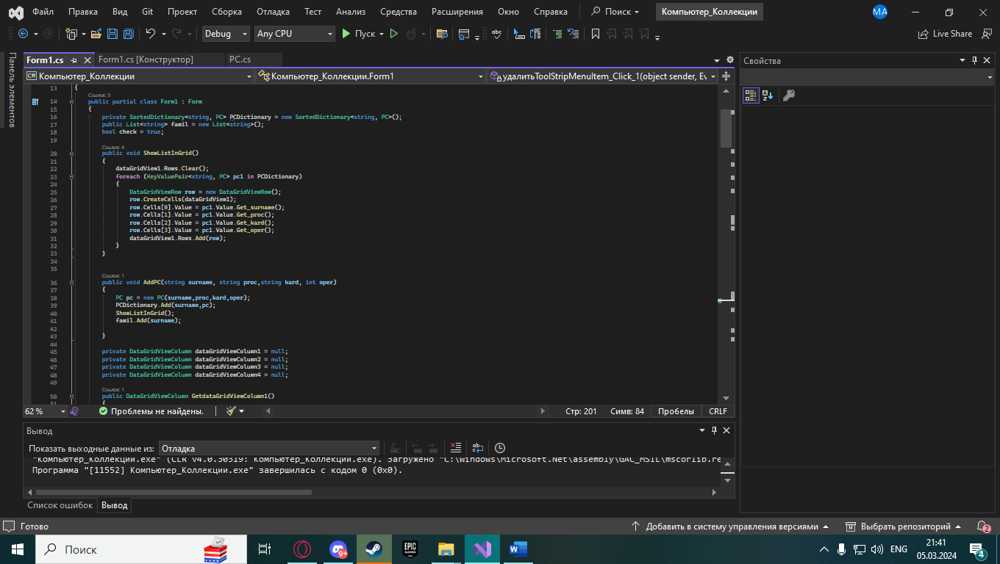 Файл Правка Вид Git Проект Сборка Отладка Тест Анализ Средства Расширения Окно Справка Поиск Компьютер_Коллекции МА
Debug Any CPU Пуск Live Share
Панель элементов
Form1.cs Form1.cs [Конструктор] PC.cs
Компьютер_Коллекции Компьютер_Коллекции.Form1 удалитьToolStripMenuItem_Click_1(object sender, Ev
13 {
Ссылок: 3
14 public partial class Form1 : Form
15 {
16 private SortedDictionary<string, PC> PCDictionary = new SortedDictionary<string, PC>();
17 public List<string> famil = new List<string>();
18 bool check = true;
19
Ссылок: 4
20 public void ShowListInGrid()
21 {
22 dataGridView1.Rows.Clear();
23 foreach (KeyValuePair<string, PC> pc1 in PCDictionary)
24 {
25 DataGridViewRow row = new DataGridViewRow();
26 row.CreateCells(dataGridView1);
27 row.Cells[0].Value = pc1.Value.Get_surname();
28 row.Cells[1].Value = pc1.Value.Get_proc();
29 row.Cells[2].Value = pc1.Value.Get_kard();
30 row.Cells[3].Value = pc1.Value.Get_oper();
31 dataGridView1.Rows.Add(row);
32 }
33 }
34
35
Ссылок: 1
36 public void AddPC(string surname, string proc,string kard, int oper)
37 {
38 PC pc = new PC(surname,proc,kard,oper);
39 PCDictionary.Add(surname,pc);
40 ShowListInGrid();
41 famil.Add(surname);
42
43 }
44
45 private DataGridViewColumn dataGridViewColumn1 = null;
46 private DataGridViewColumn dataGridViewColumn2 = null;
47 private DataGridViewColumn dataGridViewColumn3 = null;
48 private DataGridViewColumn dataGridViewColumn4 = null;
49
Ссылок: 1
50 public DataGridViewColumn GetdataGridViewColumn1()
51 {
62 % Проблемы не найдены. Стр: 201 Симв: 84 Пробелы CRLF
Свойства
Вывод
Показать выходные данные из: Отладка
"Компьютер_Коллекции.exe" (CLR v4.0.30319: Компьютер_Коллекции.exe). Загружено "C:\Windows\Microsoft.Net\assembly\GAC_MSIL\mscorlib.re
Программа "[11552] Компьютер_Коллекции.exe" завершилась с кодом 0 (0x0).
Список ошибок Вывод
Готово Добавить в систему управления версиями Выбрать репозиторий 2
Поиск 9+ EPIC GAMES ENG 21:41
05.03.2024 4